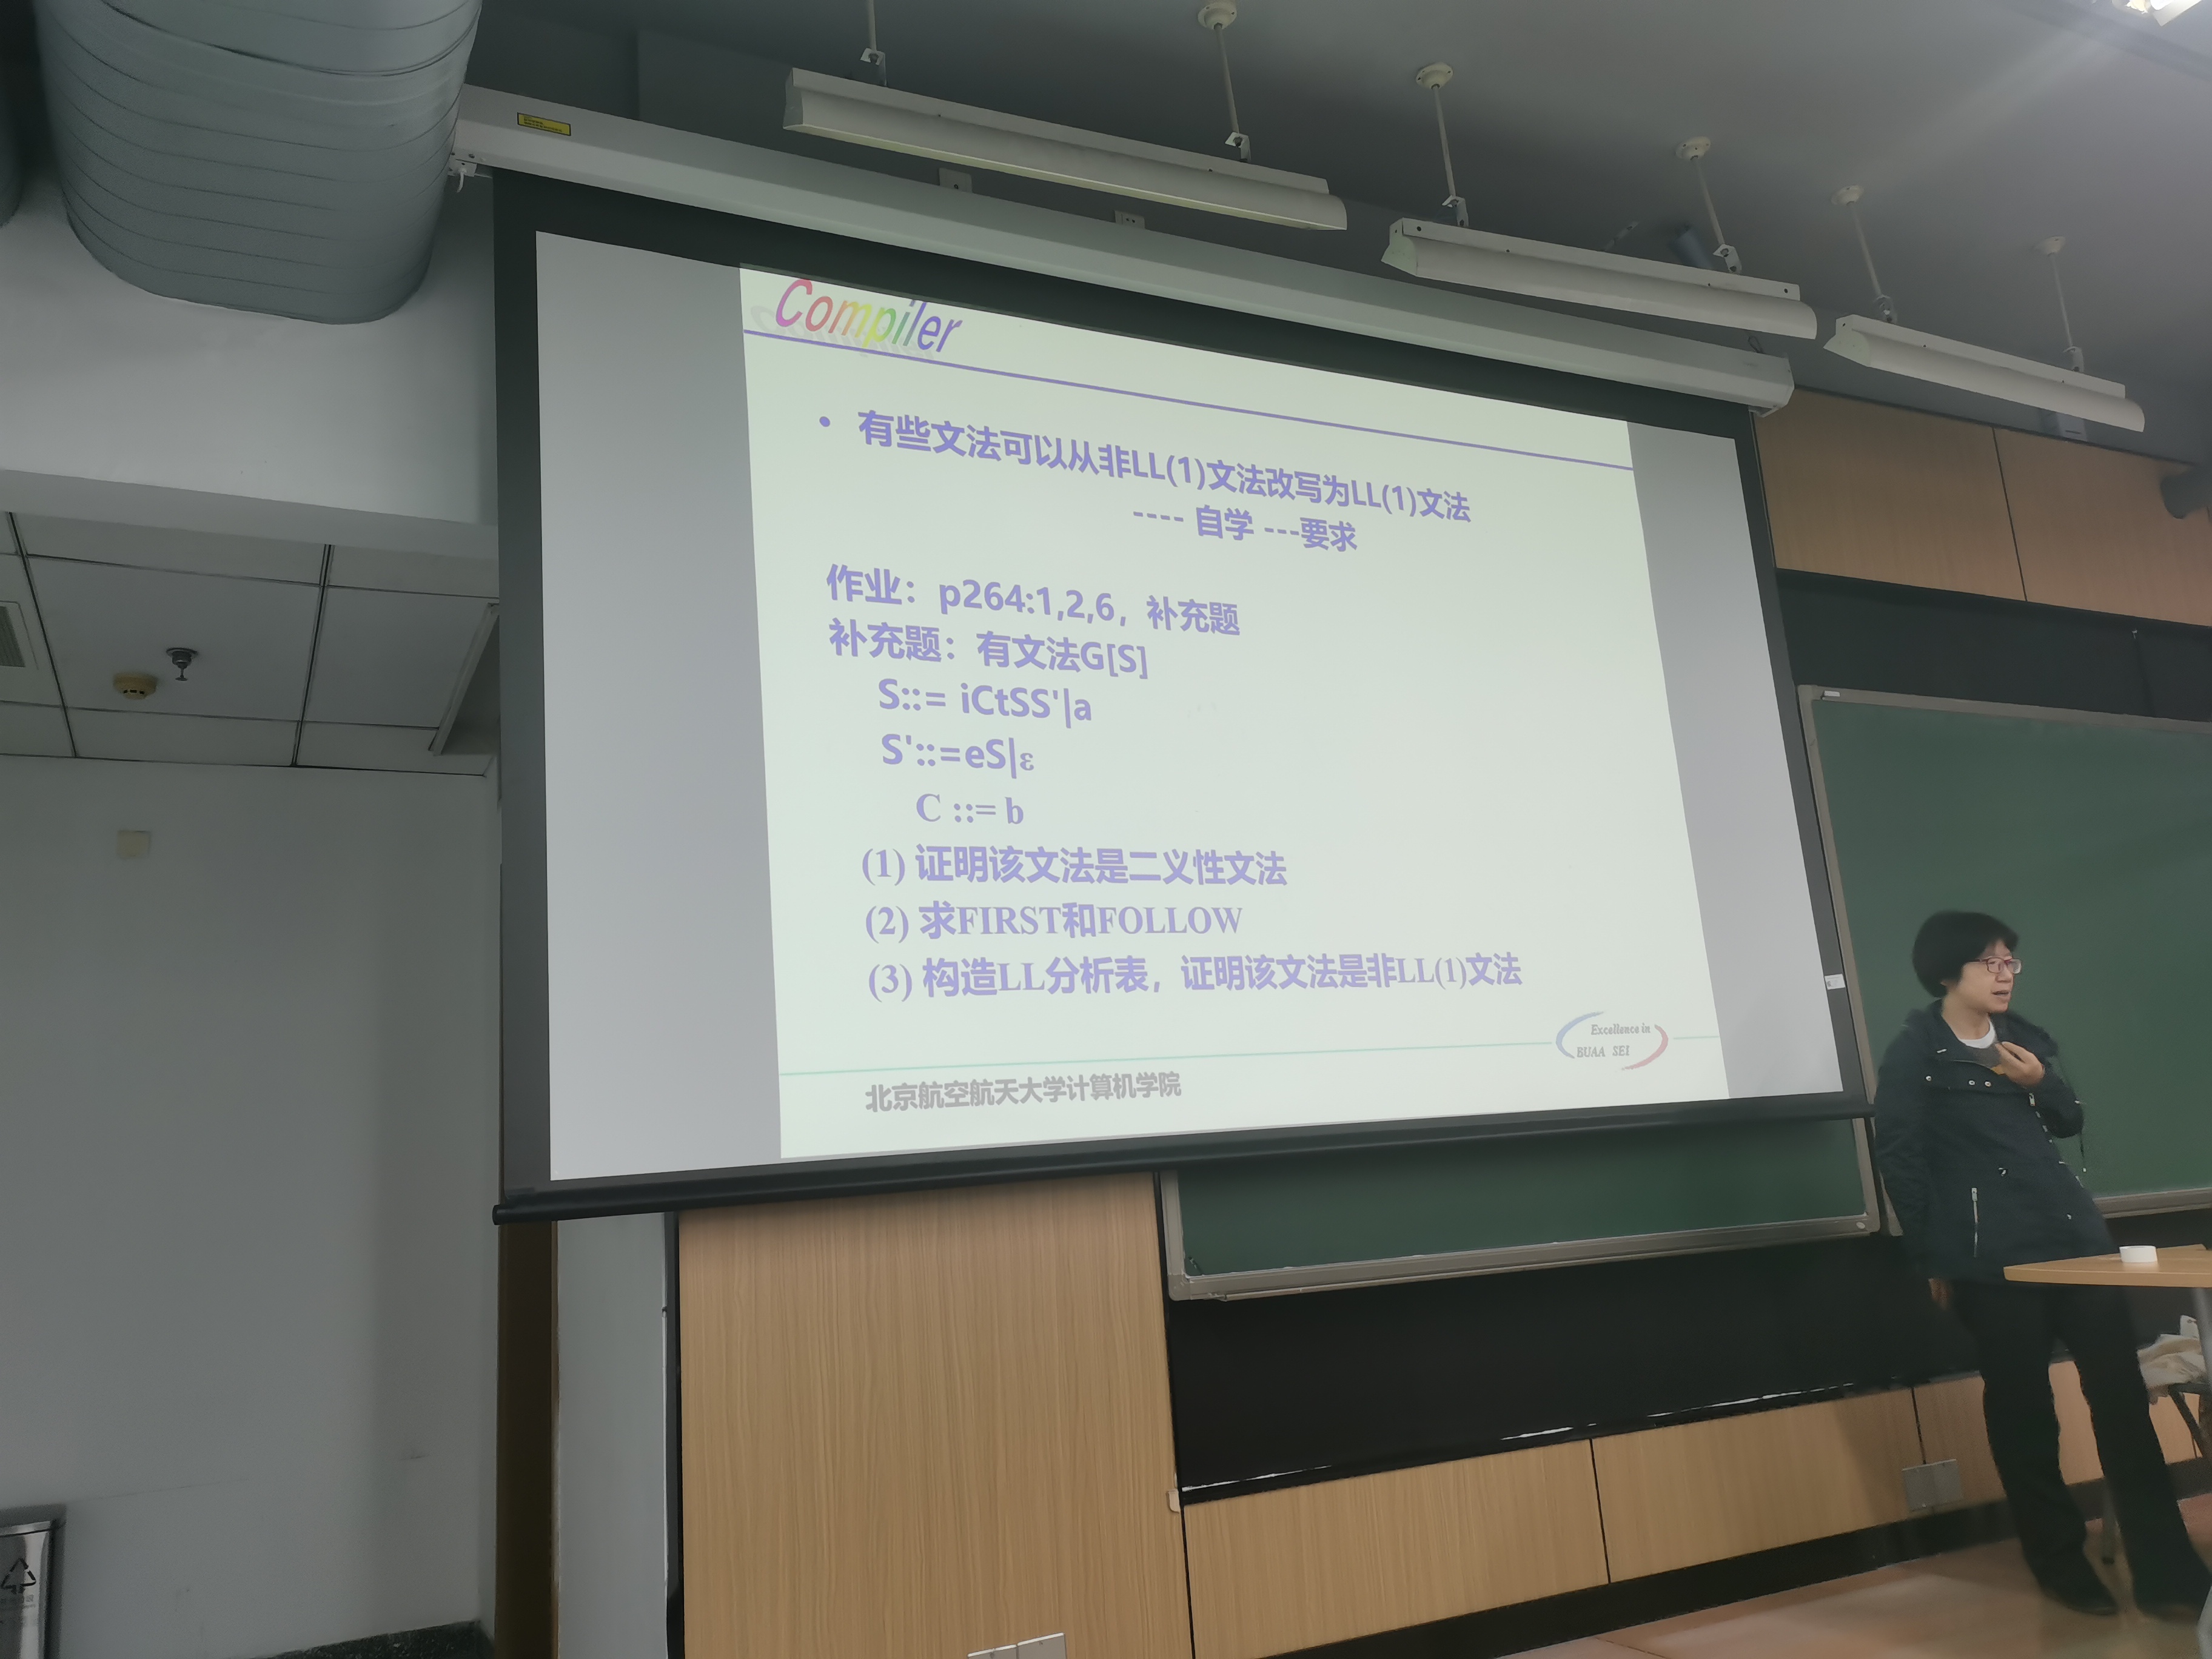 Compiler
• 有些文法可以从非LL(1)文法改写为LL(1)文法
---- 自学 ---要求
作业：p264:1,2,6，补充题
补充题：有文法G[S]
S::= iCtSS'|a
S'::=eS|ε
C ::= b
(1) 证明该文法是二义性文法
(2) 求FIRST和FOLLOW
(3) 构造LL分析表，证明该文法是非LL(1)文法
Excellence in
BUAA SEI
北京航空航天大学计算机学院